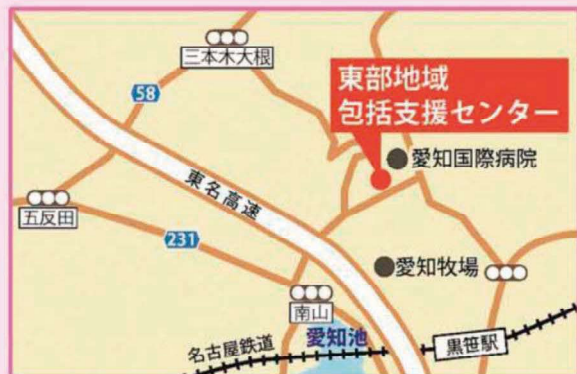 三本木大根
58
東部地域
包括支援センター
愛知国際病院
東名高速
五反田
231
愛知牧場
南山
愛知池
名古屋鉄道
黒笹駅